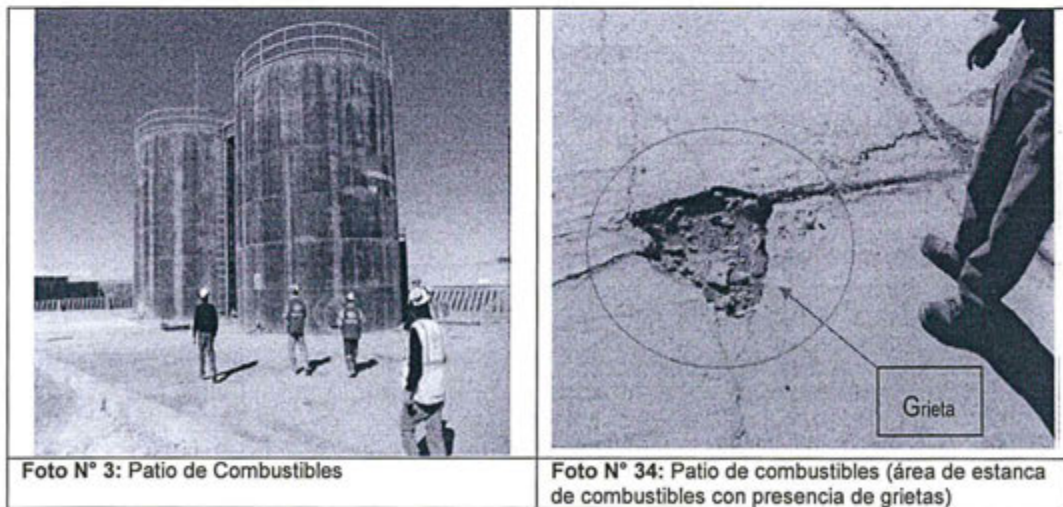 Grieta
Foto N° 3: Patio de Combustibles
Foto N° 34: Patio de combustibles (área de estanca
de combustibles con presencia de grietas)